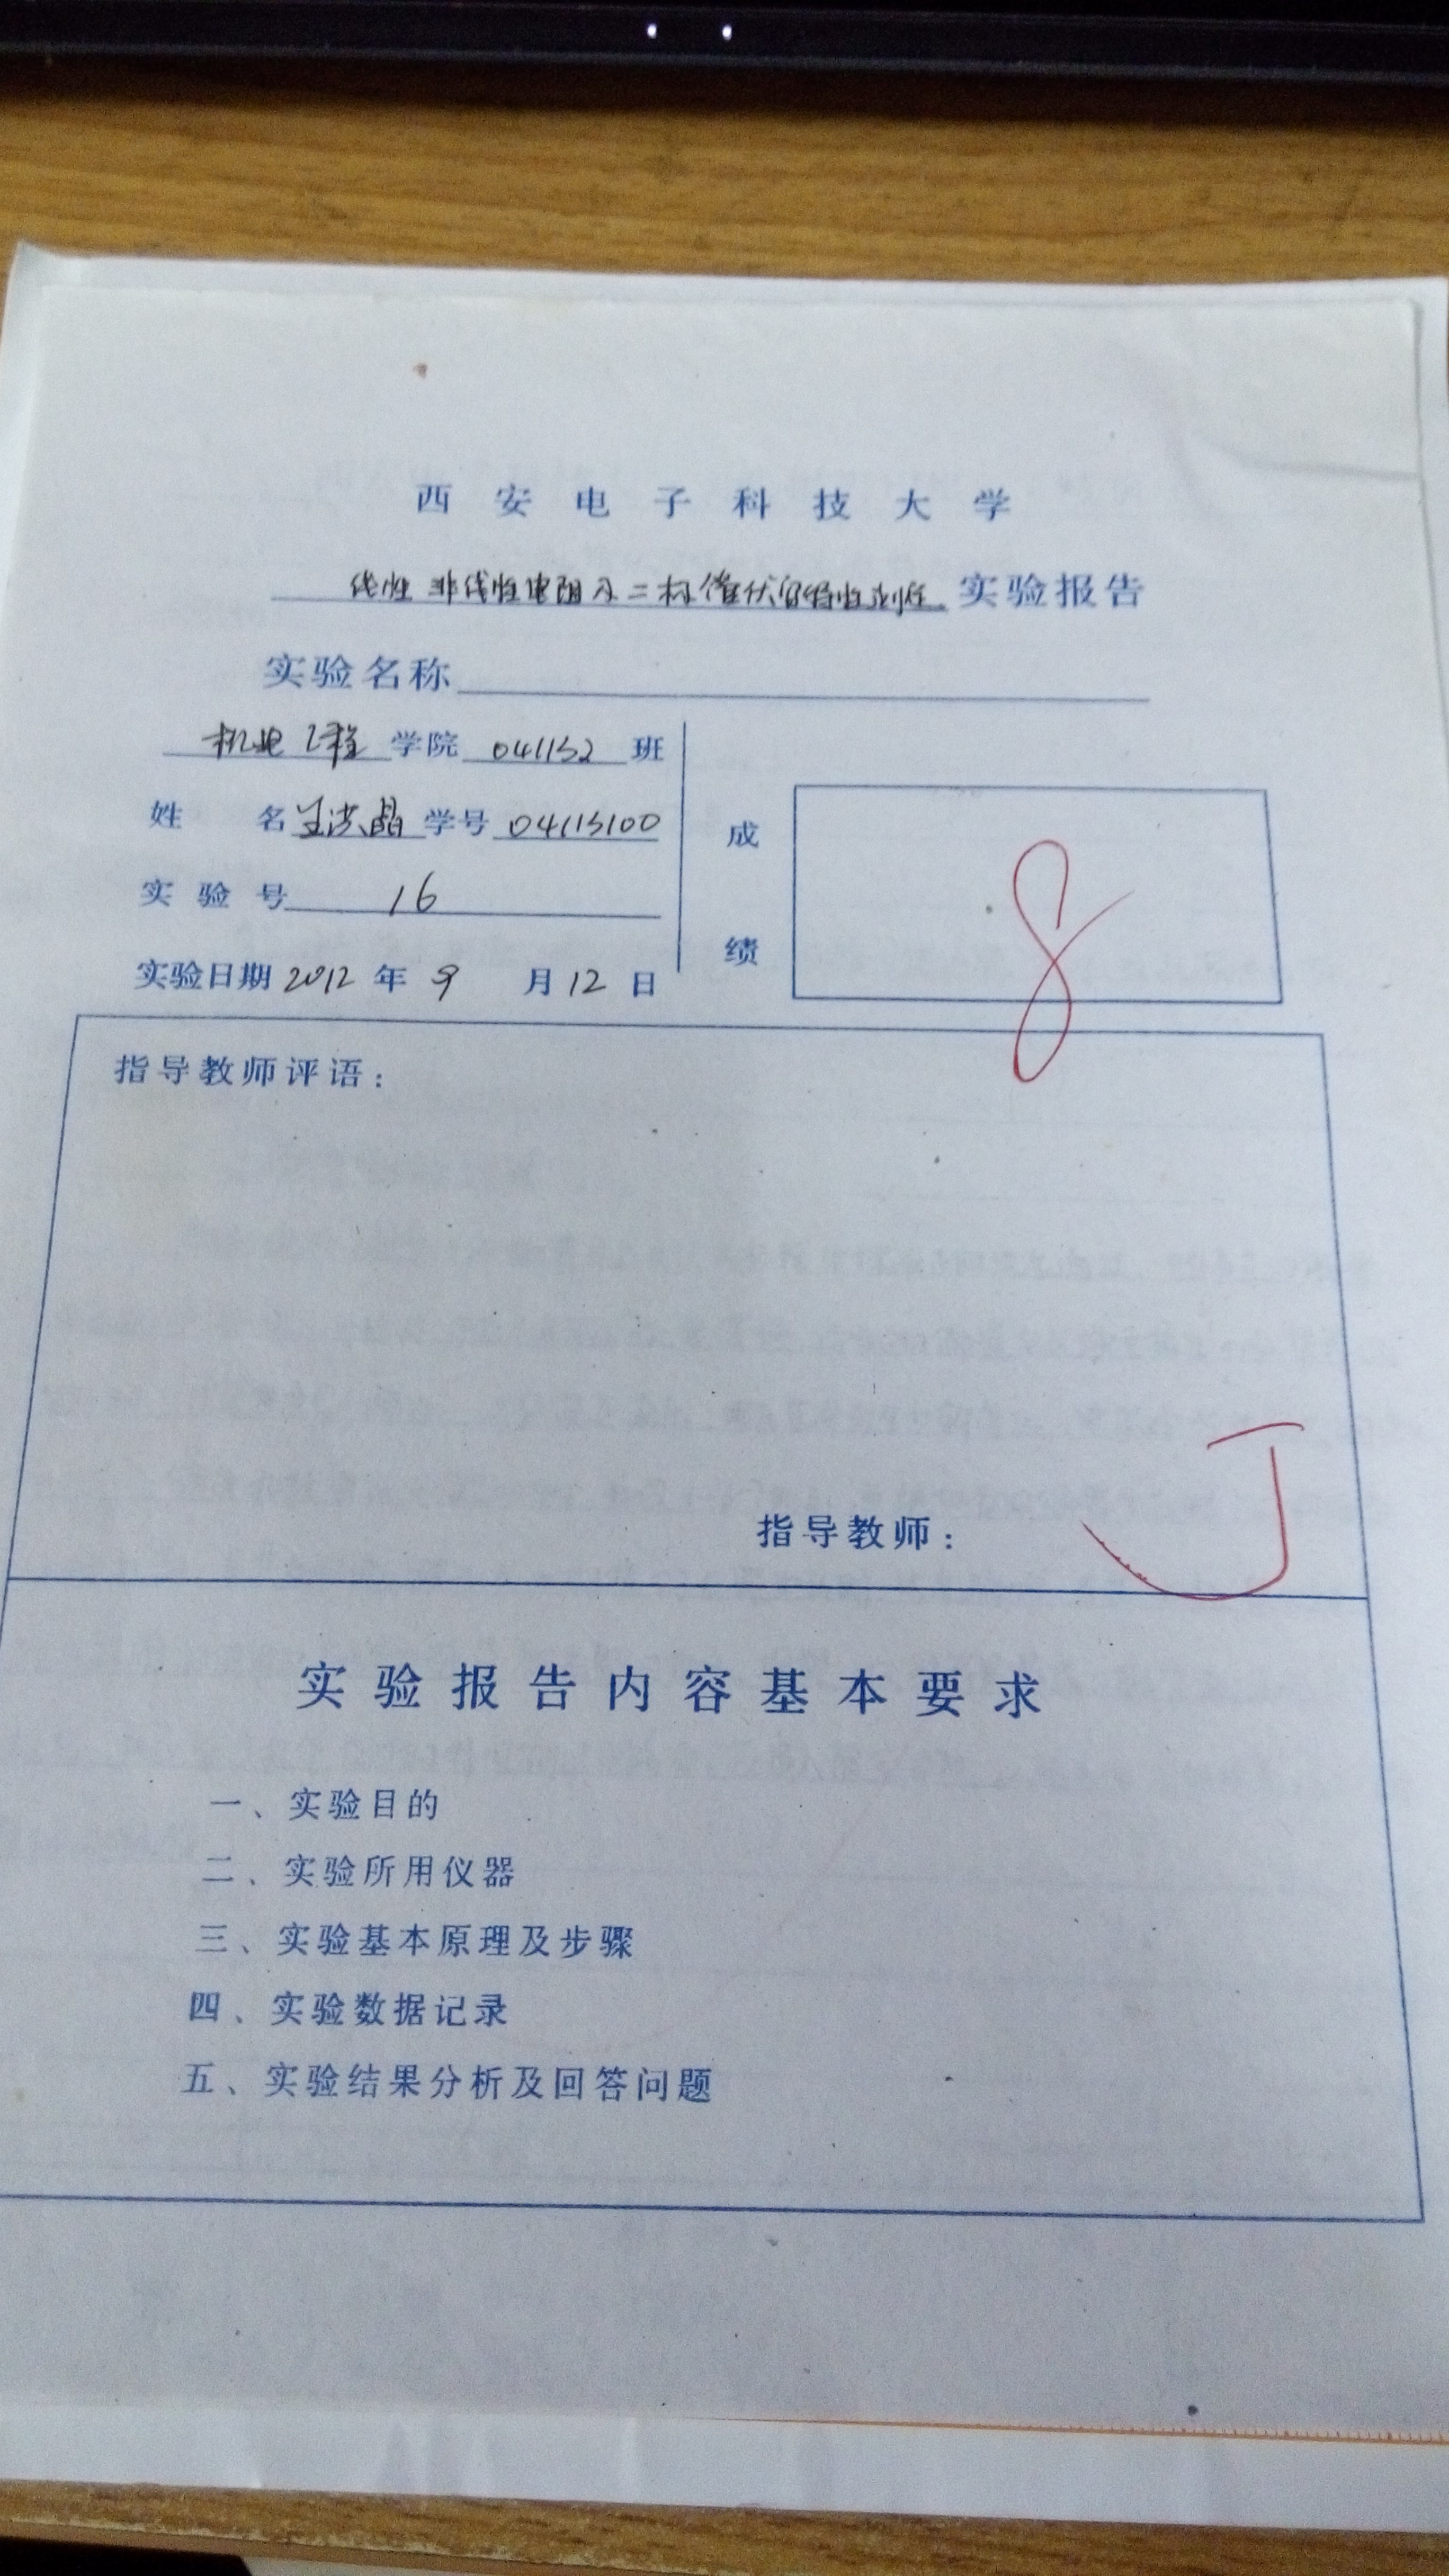 西安电子科技大学
线性非线性电阻及二极管伏安特性测定 实验报告
实验名称
机电工程 学院 041132 班
姓 名 学号 04113100
实验号 16
实验日期 2012 年 9 月 12 日
成绩
8
指导教师评语：
指导教师：
实验报告内容基本要求
一、实验目的
二、实验所用仪器
三、实验基本原理及步骤
四、实验数据记录
五、实验结果分析及回答问题